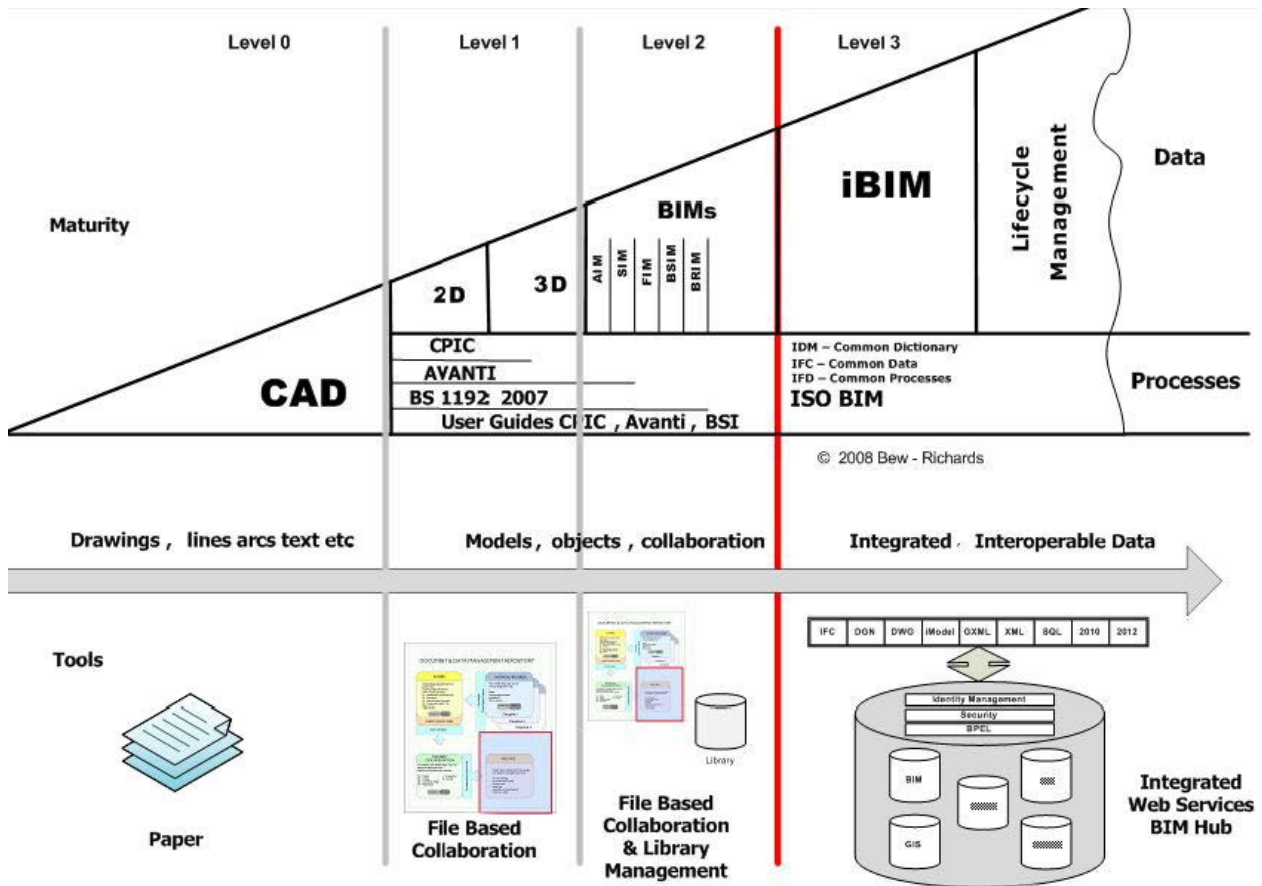 Level 0
Level 1
Level 2
Level 3
Maturity
2D
3D
BIMs
AIM
SIM
FIM
BSIM
BRIM
iBIM
Lifecycle
Management
Data
CAD
CPIC
AVANTI
BS 1192: 2007
User Guides CPIC , Avanti , BSI
IDM – Common Dictionary
IFC – Common Data
IFD – Common Processes
ISO BIM
Processes
© 2008 Bew - Richards
Drawings , lines arcs text etc
Models , objects , collaboration
Integrated , Interoperable Data
Tools
Paper
DOCUMENT & DATA MANAGEMENT REPOSITORY
File Based
Collaboration
Library
File Based
Collaboration
& Library
Management
IFC DGN DWG iModel GXML XML SQL 2010 2012
Identity Management
Security
BPEL
BIM
GIS
Integrated
Web Services
BIM Hub